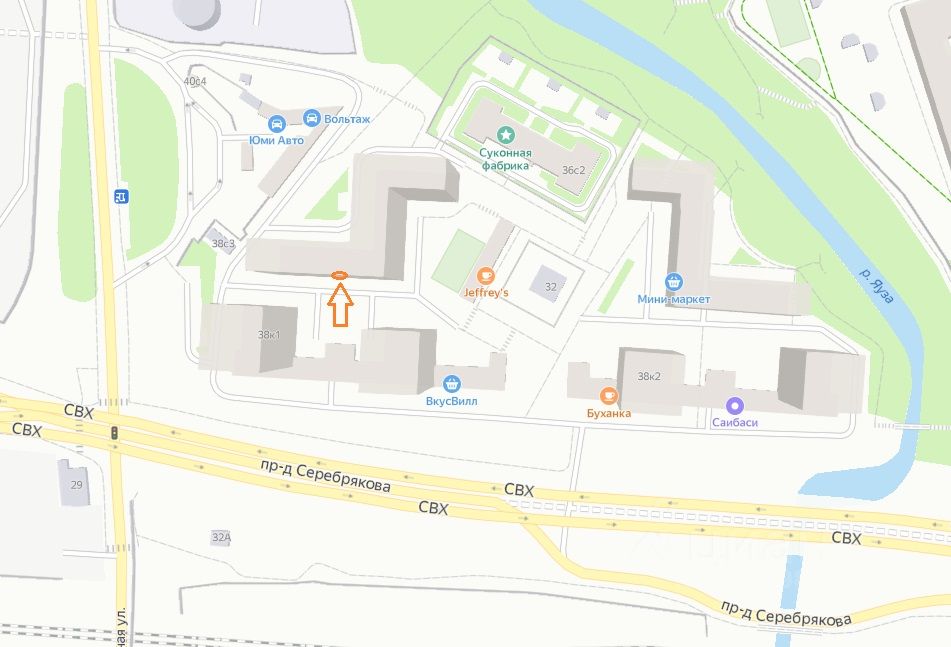 40с4
Вольтаж
Юми Авто
Суконная
фабрика
36с2
38с3
р. Яуза
32
Jeffrey's
Мини-маркет
38к1
38к2
ВкусВилл
Буханка
Саибаси
СВХ
СВХ
пр-д Серебрякова
СВХ
СВХ
29
32А
СВХ
пр-д Серебрякова
ная ул.